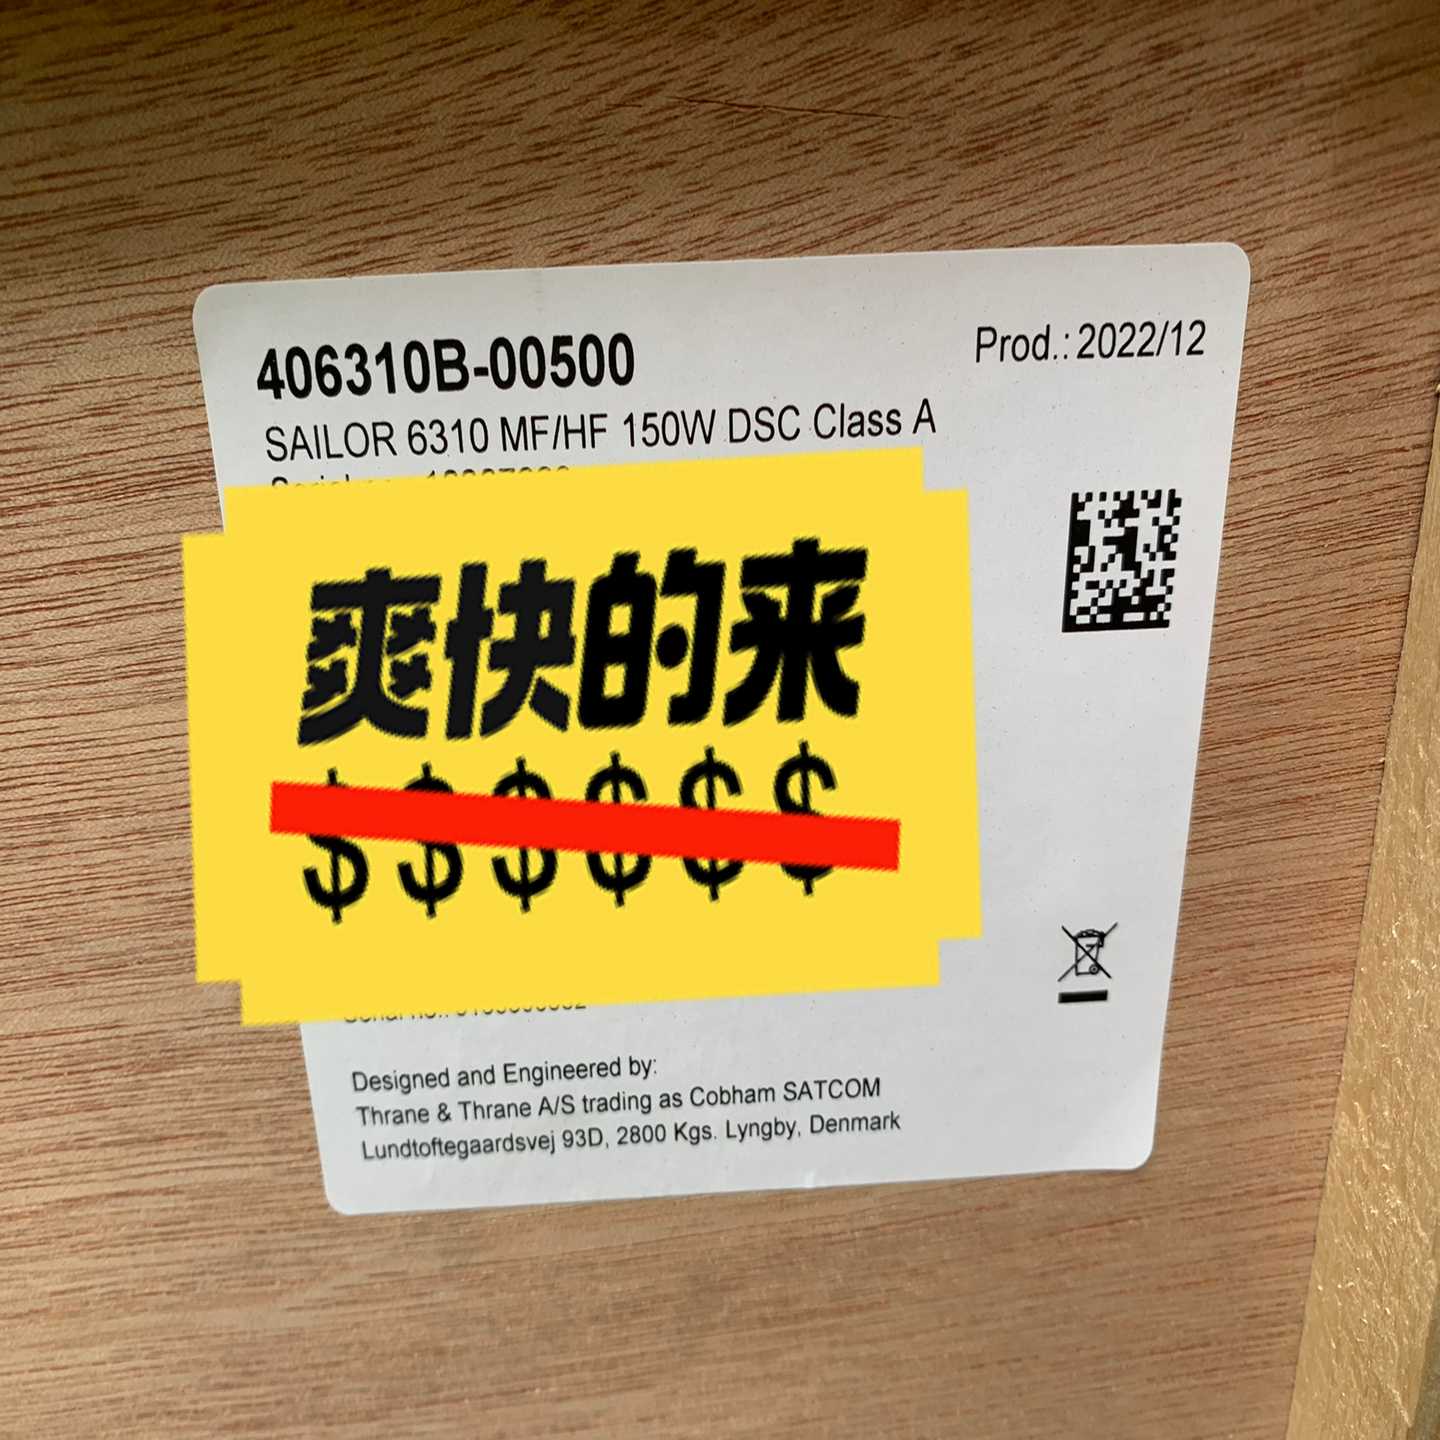 406310B-00500
Prod.: 2022/12
SAILOR 6310 MF/HF 150W DSC Class A
爽快的来
$$$$$$
Designed and Engineered by:
Thrane & Thrane A/S trading as Cobham SATCOM
Lundtoftegaardsvej 93D, 2800 Kgs. Lyngby, Denmark